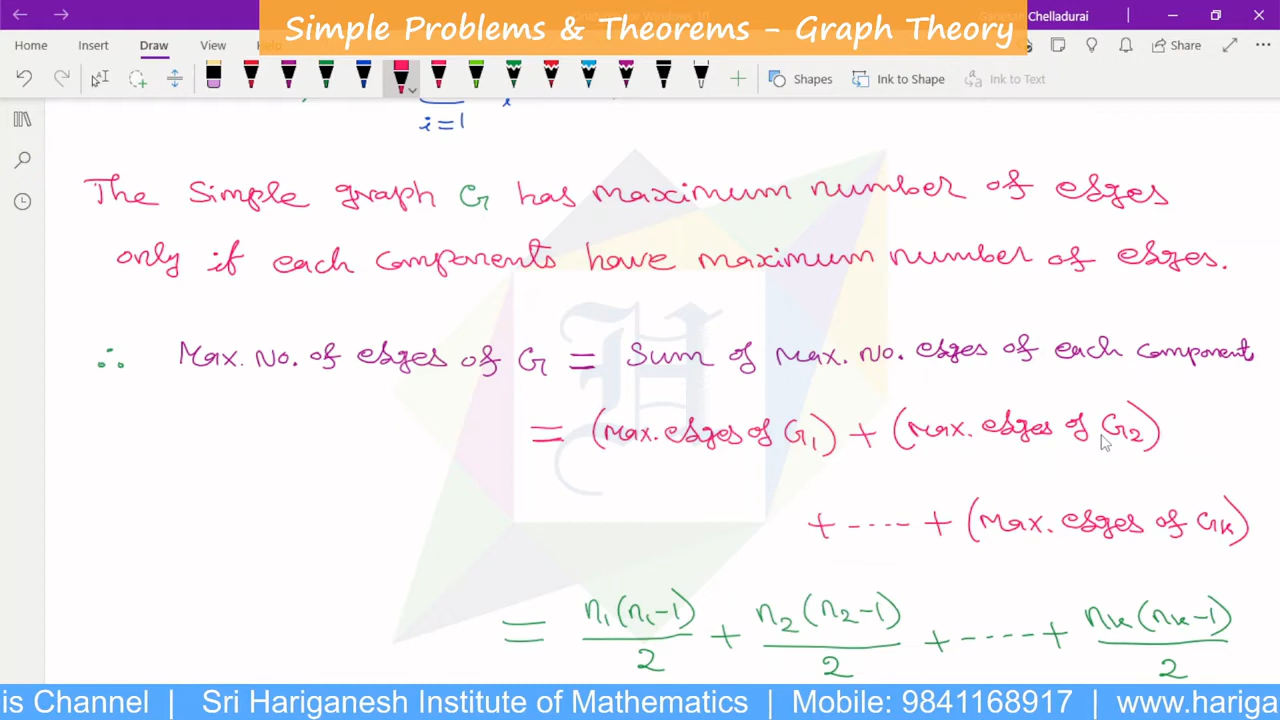 Simple Problems & Theorems - Graph Theory
Chelladurai
Home Insert Draw View
Share
Shapes Ink to Shape Ink to Text
i=1
The Simple graph G has maximum number of edges
only if each components have maximum number of edges.
∴ Max. No. of edges of G = Sum of max. No. edges of each component
= (max. edges of G₁) + (max. edges of G₂)
+ ----- + (max. edges of Gₖ)
= n₁(n₁-1)/2 + n₂(n₂-1)/2 + ----- + nₖ(nₖ-1)/2
is Channel | Sri Hariganesh Institute of Mathematics | Mobile: 9841168917 | www.hariga